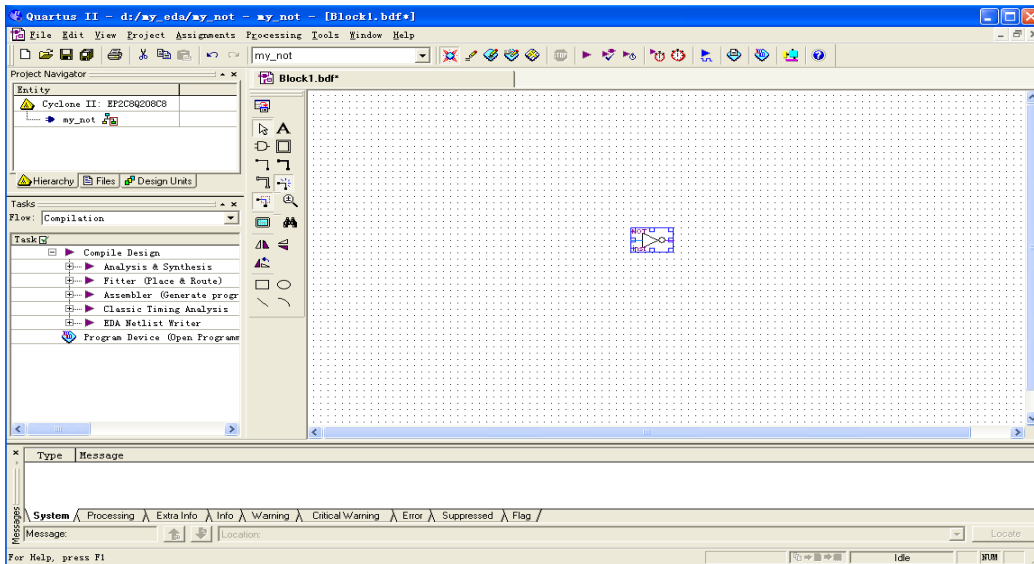 Quartus II - d:/my_eda/my_not - my_not - [Block1.bdf*]
File Edit View Project Assignments Processing Tools Window Help
my_not
Project Navigator
Block1.bdf*
Entity
Cyclone II: EP2C8Q208C8
my_not
Hierarchy Files Design Units
Tasks
Flow: Compilation
Task
Compile Design
Analysis & Synthesis
Fitter (Place & Route)
Assembler (Generate progr
Classic Timing Analysis
EDA Netlist Writer
Program Device (Open Programm
NOT
inst
Type Message
Messages
System Processing Extra Info Info Warning Critical Warning Error Suppressed Flag
Message: Location: Locate
For Help, press F1 Idle NUM